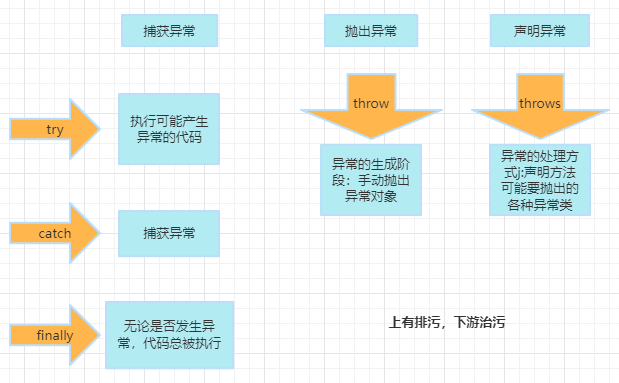 捕获异常
抛出异常
声明异常
try
执行可能产生
异常的代码
throw
异常的生成阶
段：手动抛出
异常对象
throws
异常的处理方
式j:声明方法
可能要抛出的
各种异常类
catch
捕获异常
finally
无论是否发生异
常，代码总被执行
上有排污，下游治污